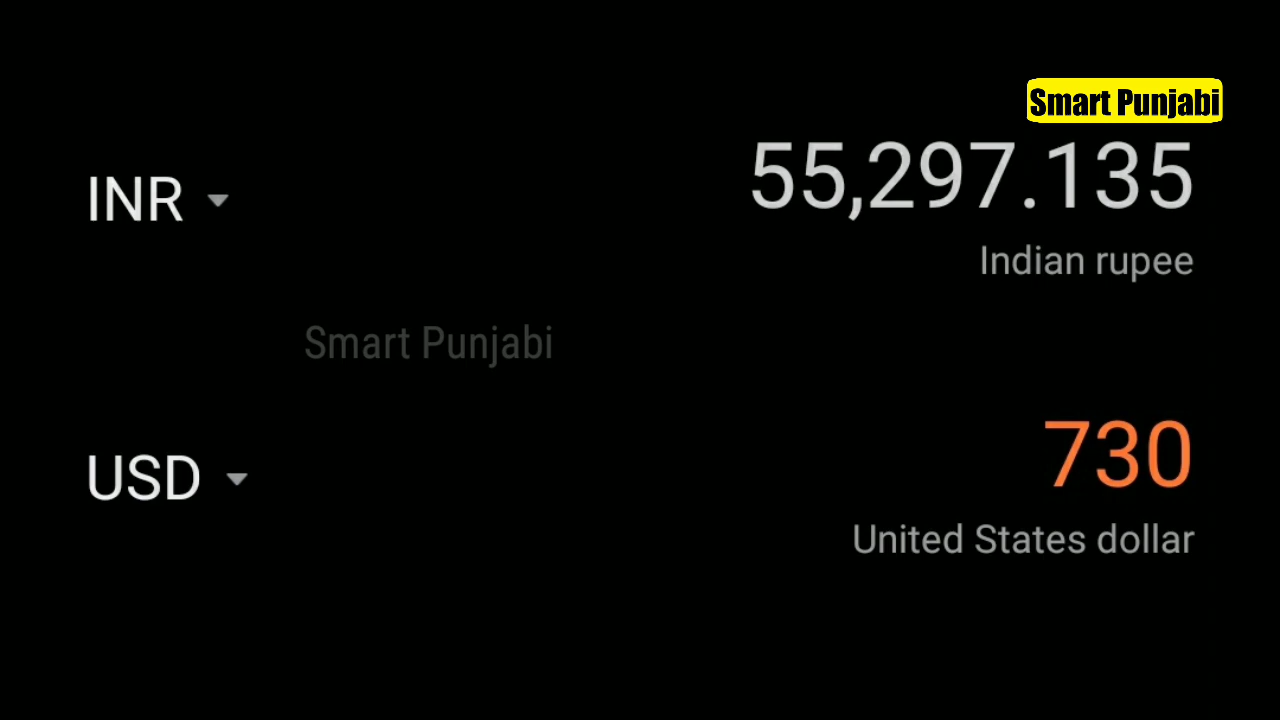 Smart Punjabi
INR
55,297.135
Indian rupee
Smart Punjabi
USD
730
United States dollar